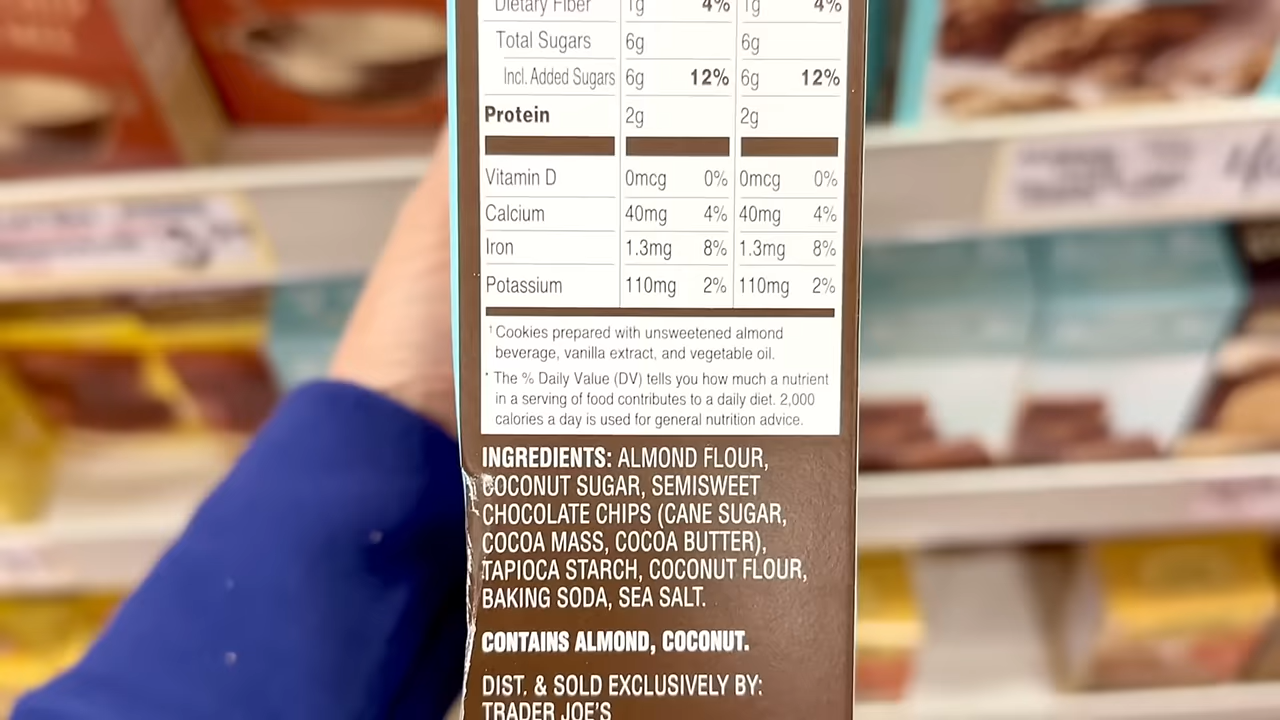 Dietary Fiber 1g 4% 1g 4%
Total Sugars 6g 6g
Incl. Added Sugars 6g 12% 6g 12%
Protein 2g 2g
Vitamin D 0mcg 0% 0mcg 0%
Calcium 40mg 4% 40mg 4%
Iron 1.3mg 8% 1.3mg 8%
Potassium 110mg 2% 110mg 2%
† Cookies prepared with unsweetened almond
beverage, vanilla extract, and vegetable oil.
* The % Daily Value (DV) tells you how much a nutrient
in a serving of food contributes to a daily diet. 2,000
calories a day is used for general nutrition advice.
INGREDIENTS: ALMOND FLOUR,
COCONUT SUGAR, SEMISWEET
CHOCOLATE CHIPS (CANE SUGAR,
COCOA MASS, COCOA BUTTER),
TAPIOCA STARCH, COCONUT FLOUR,
BAKING SODA, SEA SALT.
CONTAINS ALMOND, COCONUT.
DIST. & SOLD EXCLUSIVELY BY:
TRADER JOE'S